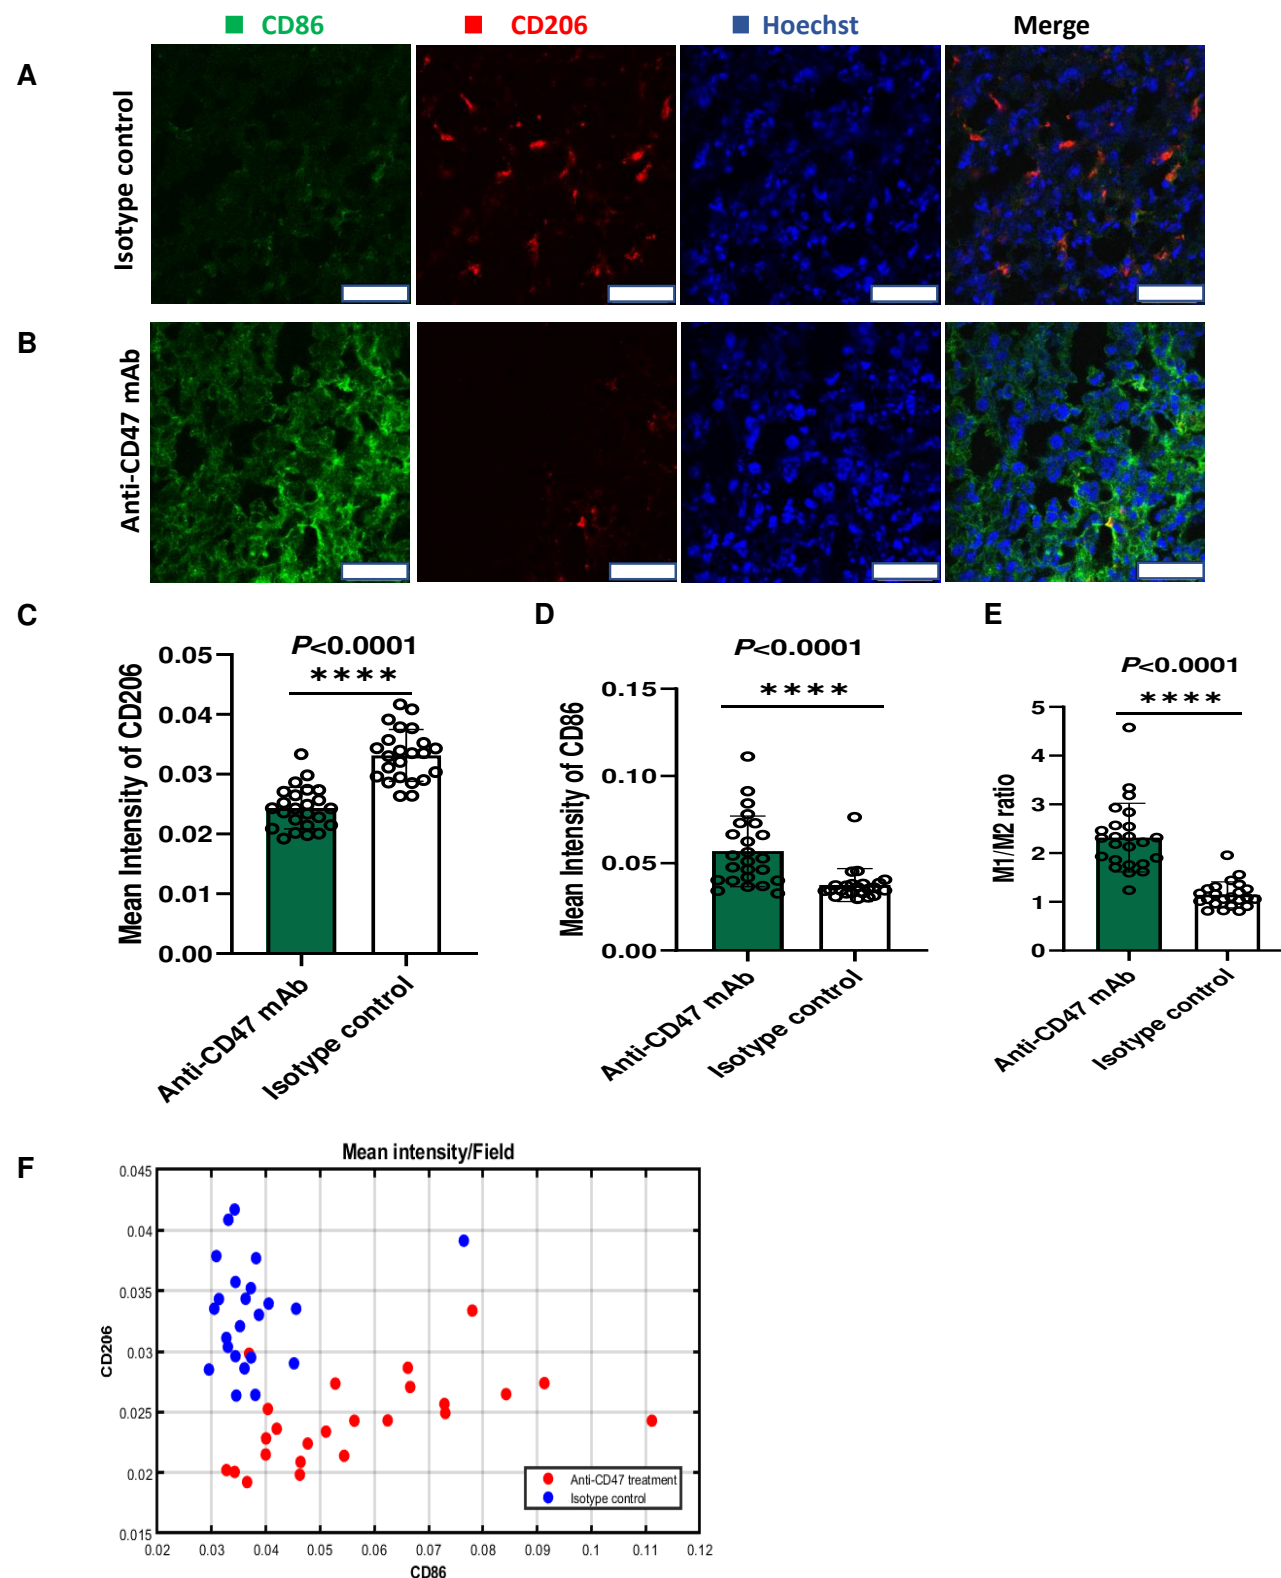 CD86 CD206 Hoechst Merge
A
Isotype control
B
Anti-CD47 mAb
C
P<0.0001
****
Mean Intensity of CD206
0.05
0.04
0.03
0.02
0.01
0.00
Anti-CD47 mAb
Isotype control
D
P<0.0001
****
Mean Intensity of CD86
0.15
0.10
0.05
0.00
Anti-CD47 mAb
Isotype control
E
P<0.0001
****
M1/M2 ratio
5
4
3
2
1
0
Anti-CD47 mAb
Isotype control
F
Mean intensity/Field
CD206
0.045
0.04
0.035
0.03
0.025
0.02
0.015
Anti-CD47 treatment
Isotype control
0.02 0.03 0.04 0.05 0.06 0.07 0.08 0.09 0.1 0.11 0.12
CD86